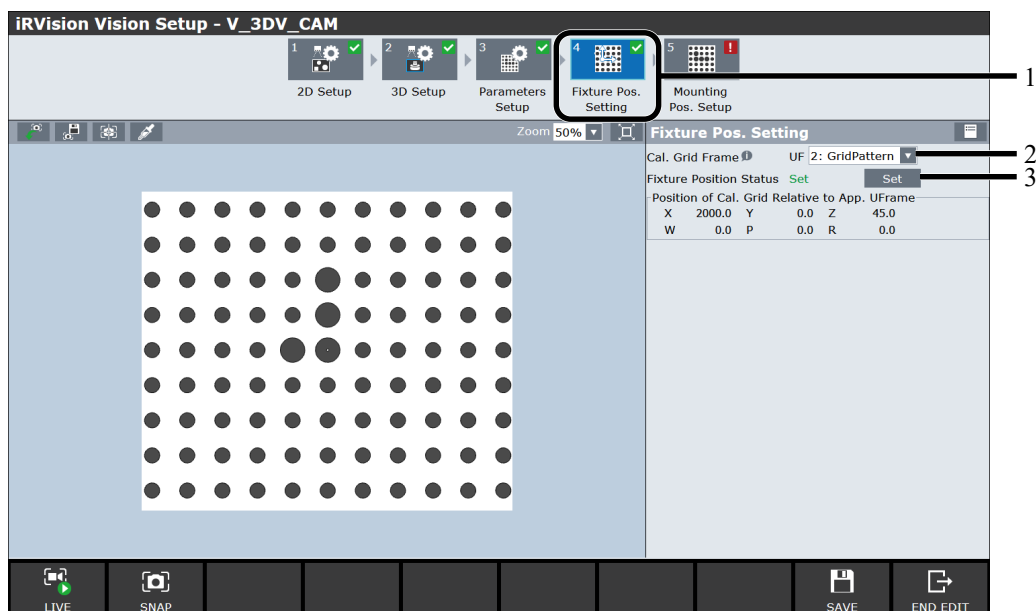 iRVision Vision Setup - V_3DV_CAM
1
2
3
4
5
2D Setup
3D Setup
Parameters
Setup
Fixture Pos.
Setting
Mounting
Pos. Setup
1
Zoom 50%
Fixture Pos. Setting
Cal. Grid Frame UF 2: GridPattern
2
Fixture Position Status Set Set
3
Position of Cal. Grid Relative to App. UFrame
X 2000.0 Y 0.0 Z 45.0
W 0.0 P 0.0 R 0.0
LIVE SNAP SAVE END EDIT